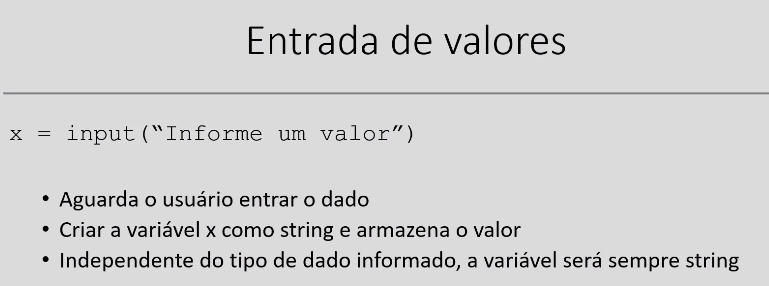 Entrada de valores
x = input(“Informe um valor”)
• Aguarda o usuário entrar o dado
• Criar a variável x como string e armazena o valor
• Independente do tipo de dado informado, a variável será sempre string